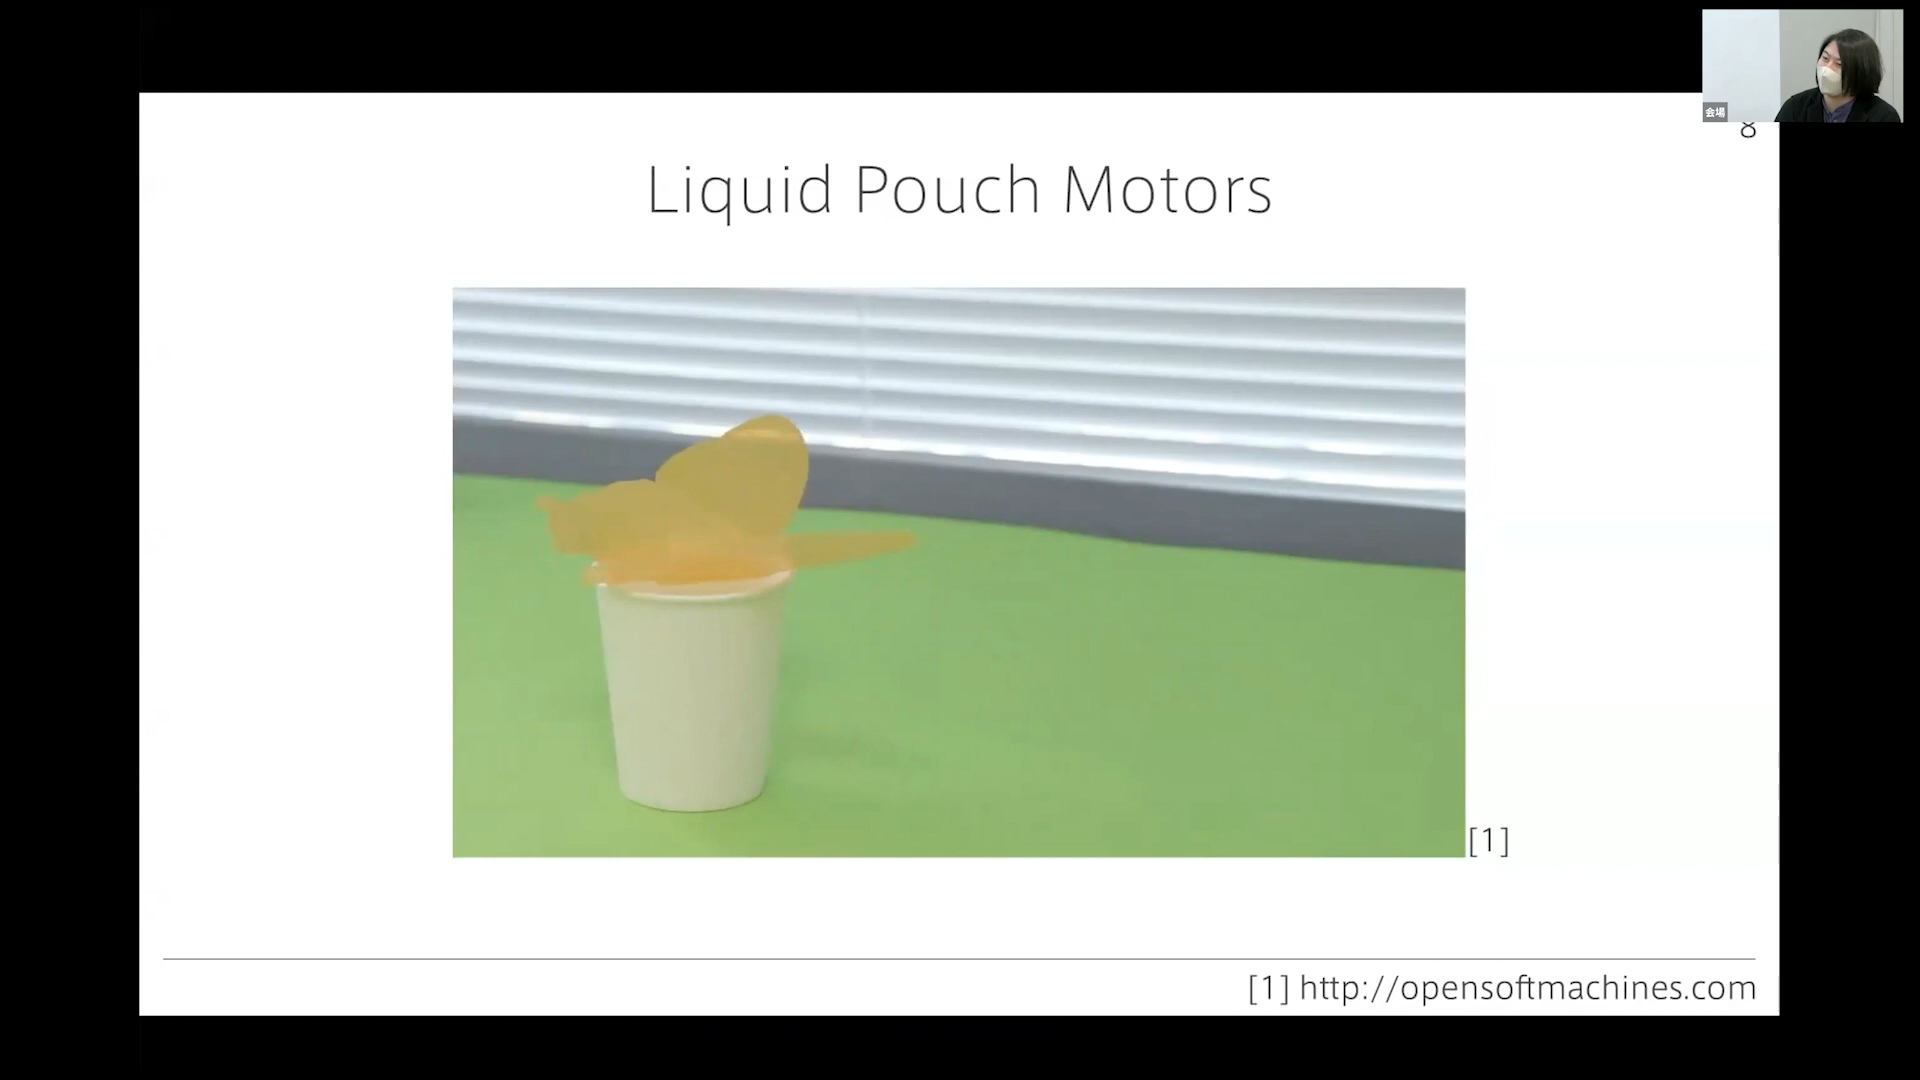 会場
8
Liquid Pouch Motors
[1]
[1] http://opensoftmachines.com